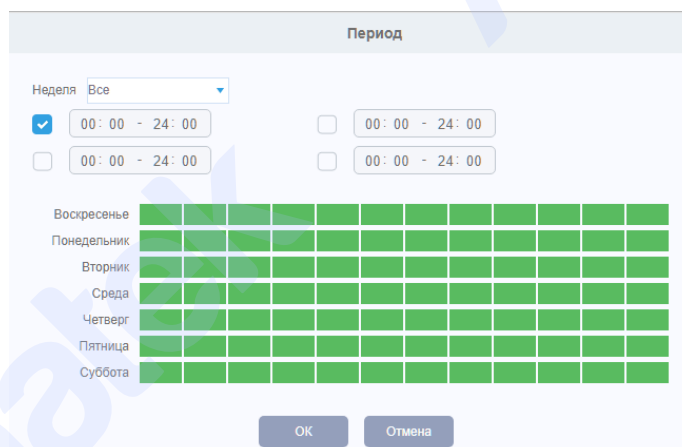 Период
Неделя Все
00: 00 - 24: 00 00: 00 - 24: 00
00: 00 - 24: 00 00: 00 - 24: 00
Воскресенье
Понедельник
Вторник
Среда
Четверг
Пятница
Суббота
ОК Отмена